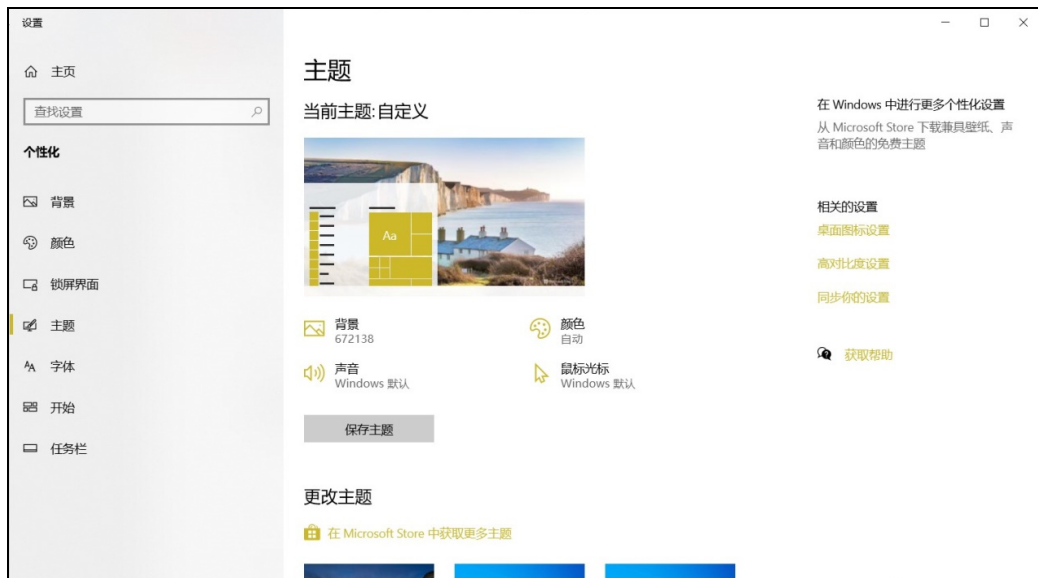 设置
主页
查找设置
个性化
背景
颜色
锁屏界面
主题
字体
开始
任务栏
主题
当前主题:自定义
Aa
背景
672138
颜色
自动
声音
Windows 默认
鼠标光标
Windows 默认
保存主题
更改主题
在 Microsoft Store 中获取更多主题
在 Windows 中进行更多个性化设置
从 Microsoft Store 下载兼具壁纸、声
音和颜色的免费主题
相关的设置
桌面图标设置
高对比度设置
同步你的设置
获取帮助